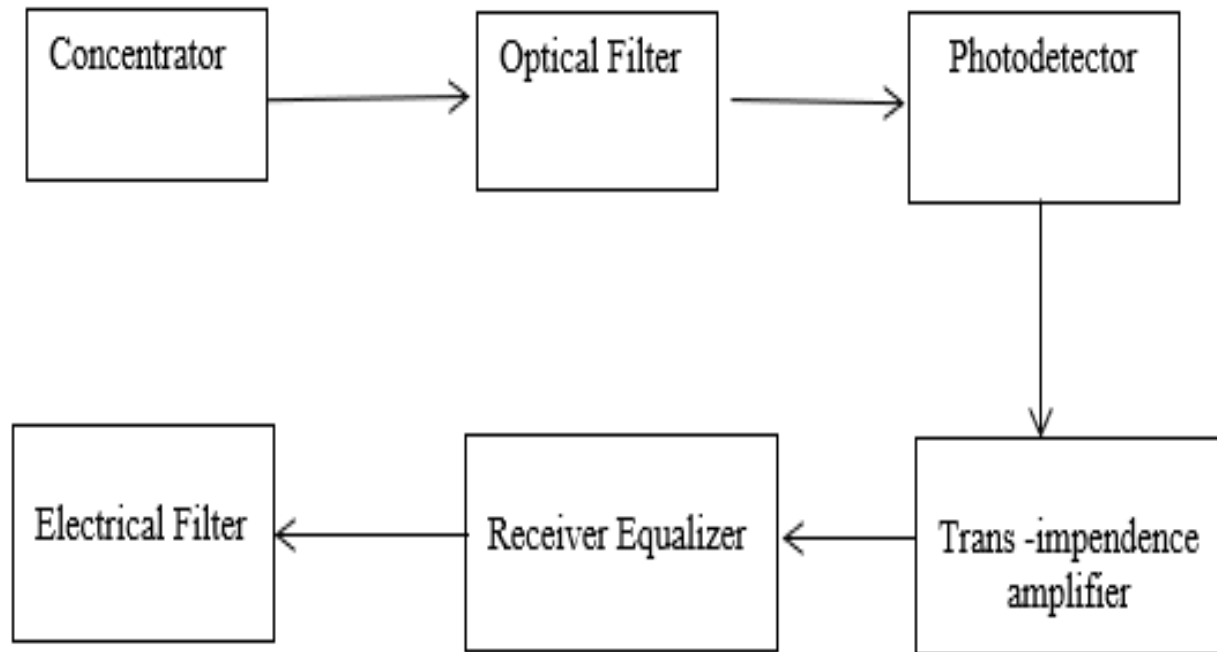 Concentrator
Optical Filter
Photodetector
Trans -impendence
amplifier
Receiver Equalizer
Electrical Filter